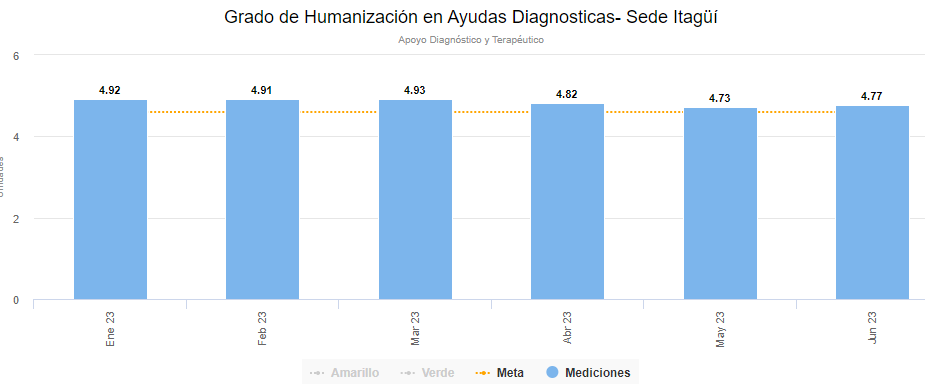 Grado de Humanización en Ayudas Diagnosticas- Sede Itagüí
Apoyo Diagnóstico y Terapéutico
6
4
2
0
4.92
4.91
4.93
4.82
4.73
4.77
Ene 23
Feb 23
Mar 23
Abr 23
May 23
Jun 23
Amarillo
Verde
Meta
Mediciones